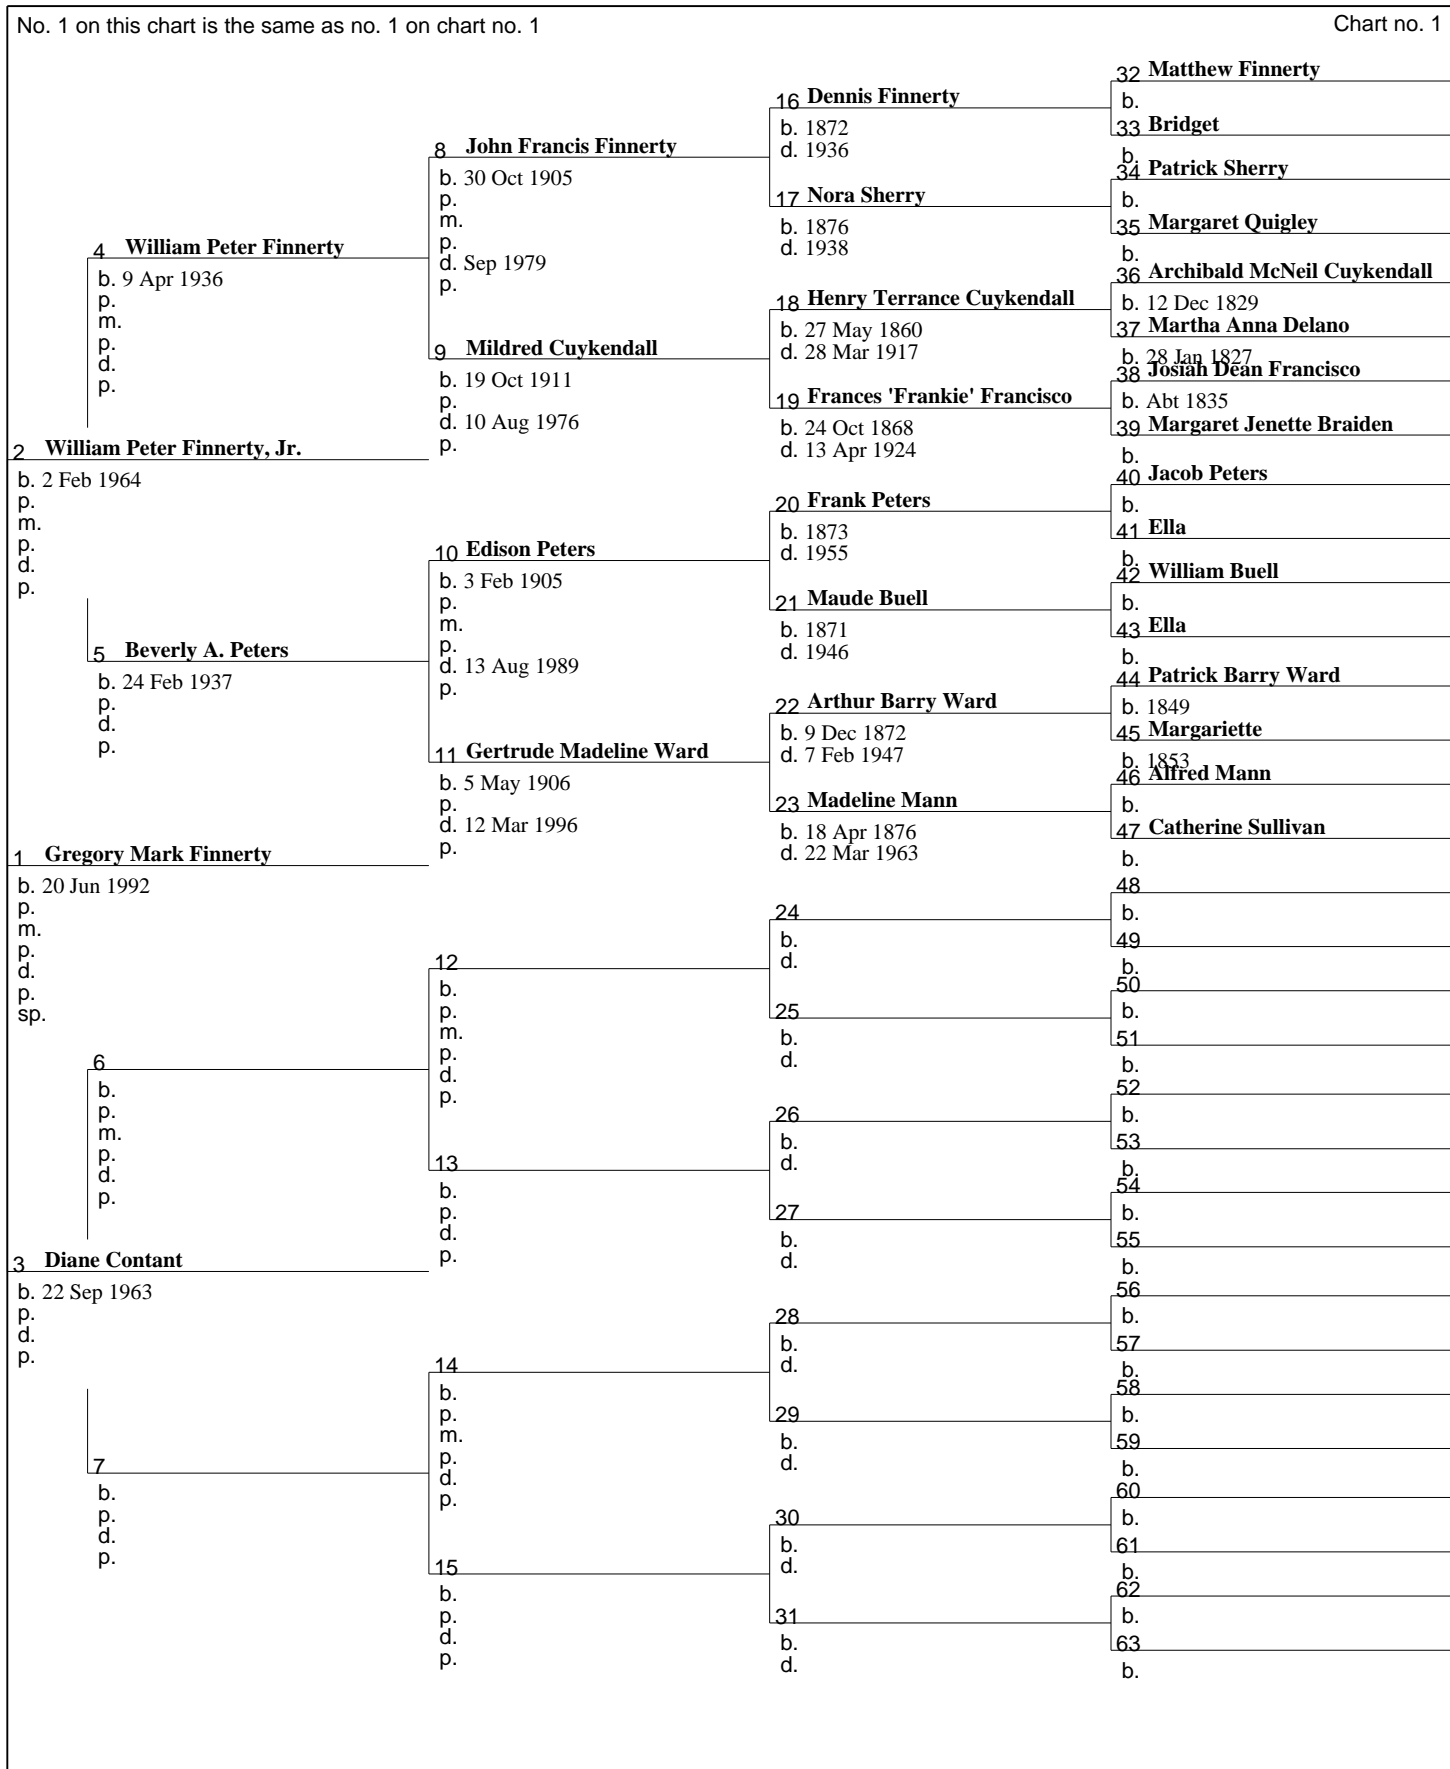 No. 1 on this chart is the same as no. 1 on chart no. 1
Chart no. 1
1 Gregory Mark Finnerty
b. 20 Jun 1992
p.
m.
p.
d.
p.
sp.
2 William Peter Finnerty, Jr.
b. 2 Feb 1964
p.
m.
p.
d.
p.
3 Diane Contant
b. 22 Sep 1963
p.
d.
p.
4 William Peter Finnerty
b. 9 Apr 1936
p.
m.
p.
d.
p.
5 Beverly A. Peters
b. 24 Feb 1937
p.
d.
p.
6
b.
p.
m.
p.
d.
p.
7
b.
p.
d.
p.
8 John Francis Finnerty
b. 30 Oct 1905
p.
m.
p.
d. Sep 1979
p.
9 Mildred Cuykendall
b. 19 Oct 1911
p.
d. 10 Aug 1976
p.
10 Edison Peters
b. 3 Feb 1905
p.
m.
p.
d. 13 Aug 1989
p.
11 Gertrude Madeline Ward
b. 5 May 1906
p.
d. 12 Mar 1996
p.
12
b.
p.
m.
p.
d.
p.
13
b.
p.
d.
p.
14
b.
p.
m.
p.
d.
p.
15
b.
p.
d.
p.
16 Dennis Finnerty
b. 1872
d. 1936
17 Nora Sherry
b. 1876
d. 1938
18 Henry Terrance Cuykendall
b. 27 May 1860
d. 28 Mar 1917
19 Frances 'Frankie' Francisco
b. 24 Oct 1868
d. 13 Apr 1924
20 Frank Peters
b. 1873
d. 1955
21 Maude Buell
b. 1871
d. 1946
22 Arthur Barry Ward
b. 9 Dec 1872
d. 7 Feb 1947
23 Madeline Mann
b. 18 Apr 1876
d. 22 Mar 1963
24
b.
d.
25
b.
d.
26
b.
d.
27
b.
d.
28
b.
d.
29
b.
d.
30
b.
d.
31
b.
d.
32 Matthew Finnerty
b.
33 Bridget
b.
34 Patrick Sherry
b.
35 Margaret Quigley
b.
36 Archibald McNeil Cuykendall
b. 12 Dec 1829
37 Martha Anna Delano
b. 28 Jan 1827
38 Josiah Dean Francisco
b. Abt 1835
39 Margaret Jenette Braiden
b.
40 Jacob Peters
b.
41 Ella
b.
42 William Buell
b.
43 Ella
b.
44 Patrick Barry Ward
b. 1849
45 Margariette
b. 1853
46 Alfred Mann
b.
47 Catherine Sullivan
b.
48
b.
49
b.
50
b.
51
b.
52
b.
53
b.
54
b.
55
b.
56
b.
57
b.
58
b.
59
b.
60
b.
61
b.
62
b.
63
b.